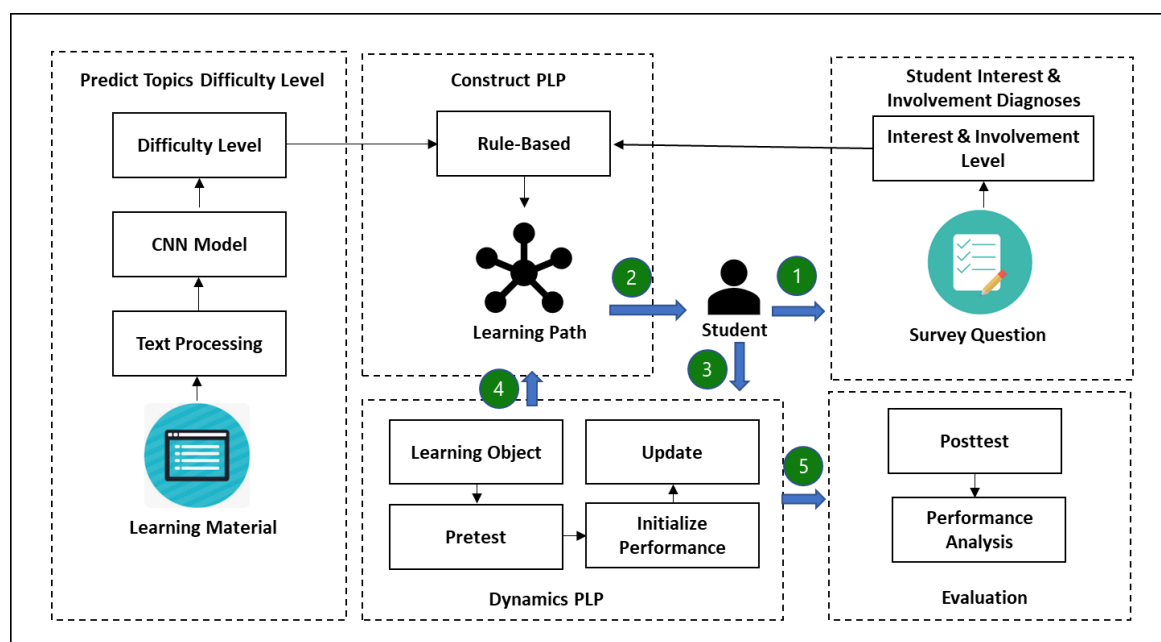 Predict Topics Difficulty Level
Difficulty Level
CNN Model
Text Processing
Learning Material
Construct PLP
Rule-Based
Learning Path
2
Student
1
3
4
Student Interest &
Involvement Diagnoses
Interest & Involvement
Level
Survey Question
Learning Object
Update
Pretest
Initialize
Performance
Dynamics PLP
5
Posttest
Performance
Analysis
Evaluation